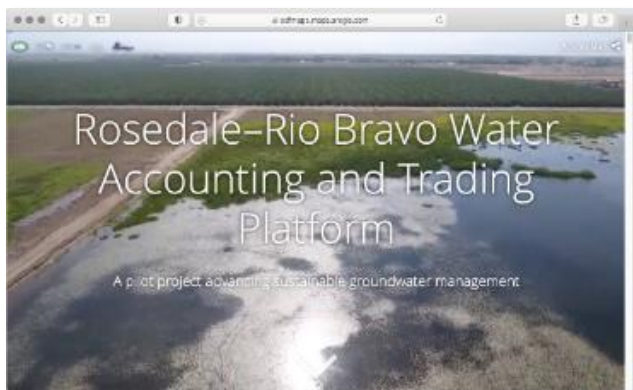 Rosedale–Rio Bravo Water
Accounting and Trading
Platform
A pilot project advancing sustainable groundwater management